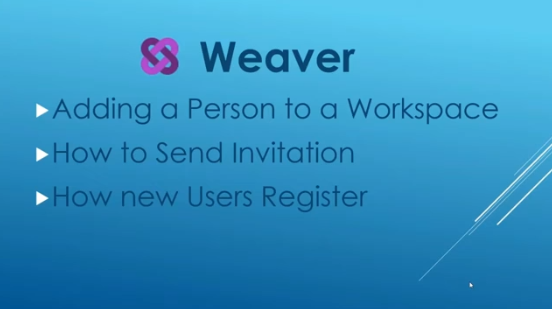 Weaver
Adding a Person to a Workspace
How to Send Invitation
How new Users Register